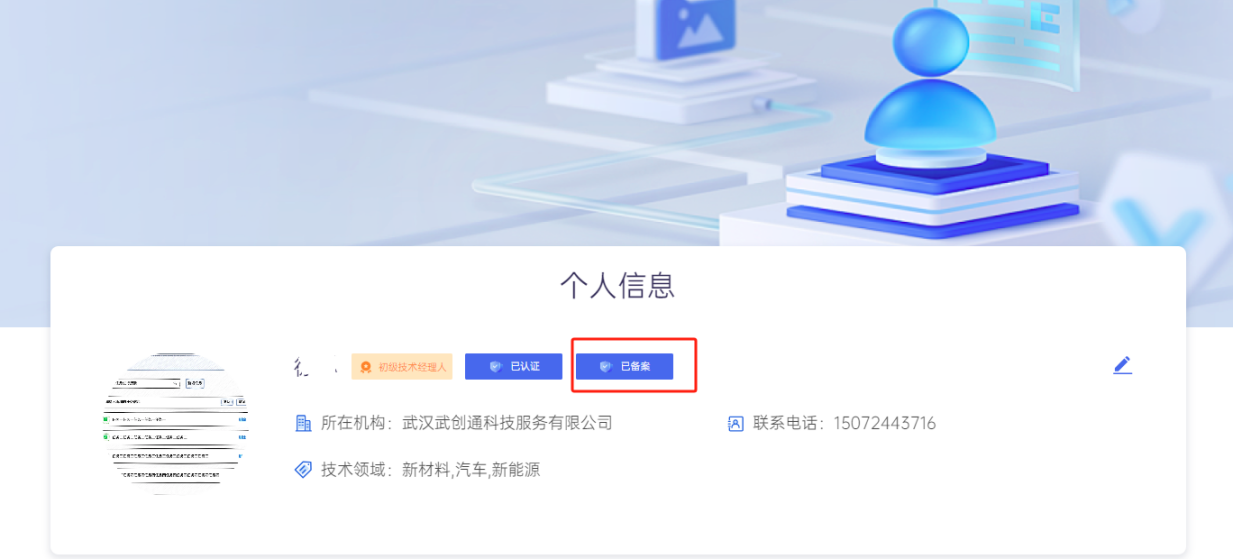 个人信息
初级技术经理人 已认证 已备案
所在机构：武汉武创通科技服务有限公司 联系电话：15072443716
技术领域：新材料,汽车,新能源